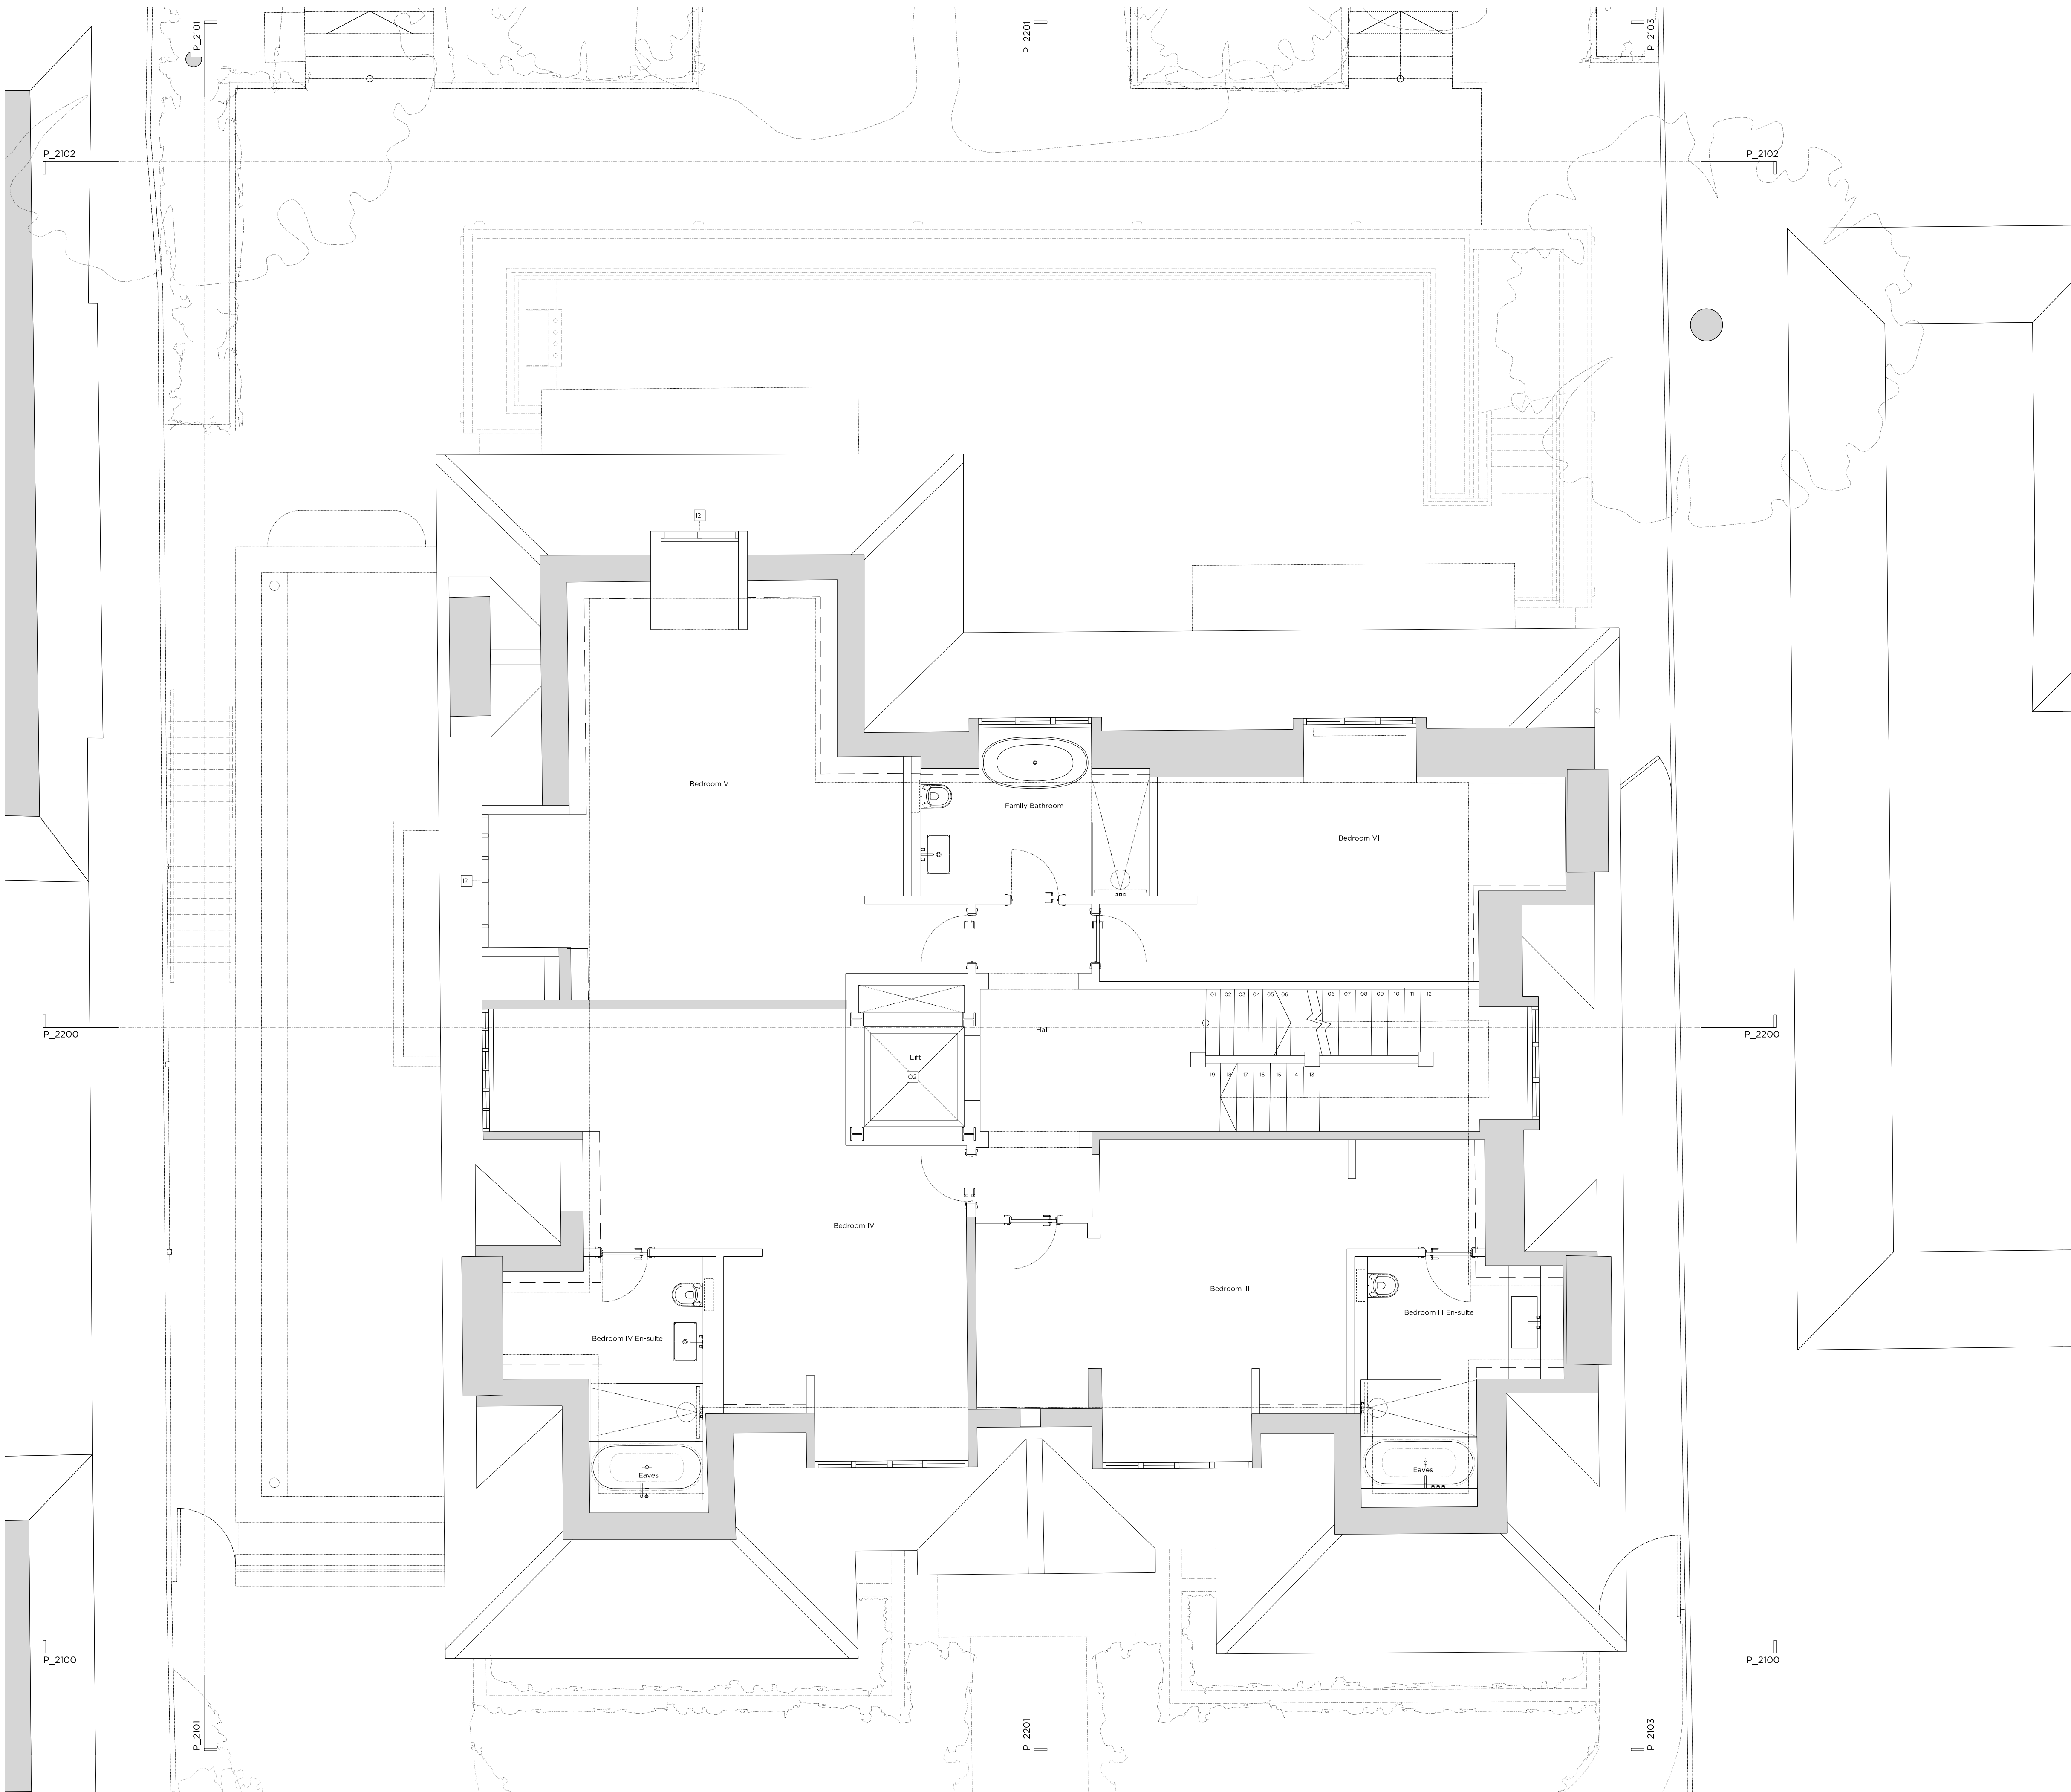 P_2101
P_2201
P_2103
P_2102
P_2102
12
Bedroom V
Family Bathroom
Bedroom VI
12
01 02 03 04 05 06 06 07 08 09 10 11 12
P_2200
Hall
P_2200
Lift
02
19 18 17 16 15 14 13
Bedroom IV
Bedroom III
Bedroom IV En-suite
Bedroom III En-suite
Eaves
Eaves
P_2100
P_2100
P_2101
P_2201
P_2103